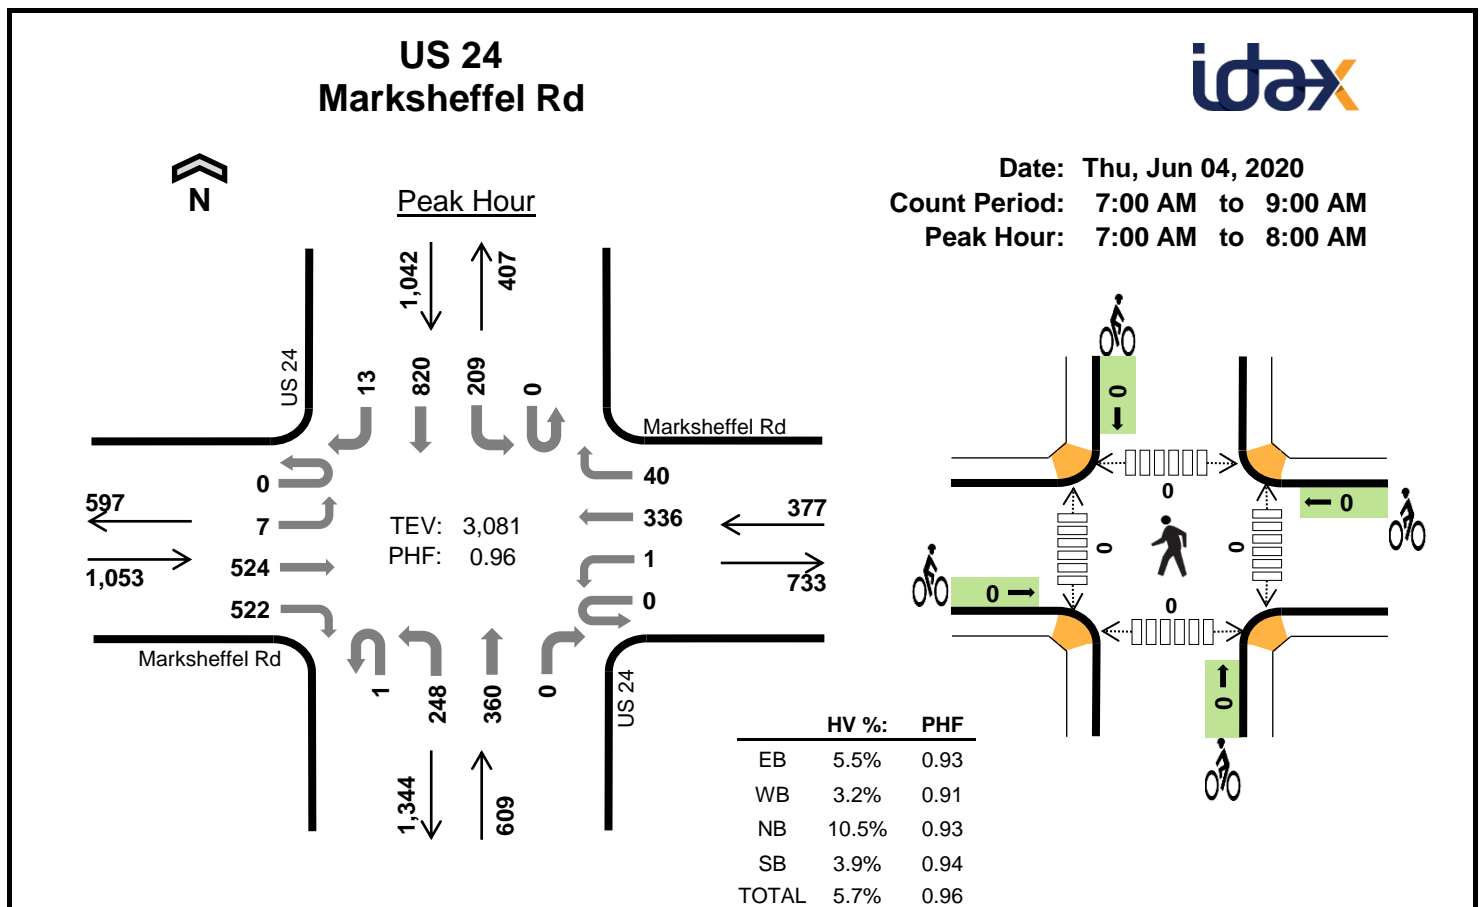 US 24
Marksheffel Rd
idax
N
Peak Hour
Date: Thu, Jun 04, 2020
Count Period: 7:00 AM to 9:00 AM
Peak Hour: 7:00 AM to 8:00 AM
1,042
407
US 24
13
820
209
0
Marksheffel Rd
0
7
524
522
597
1,053
TEV: 3,081
PHF: 0.96
40
336
1
0
377
733
Marksheffel Rd
1
248
360
0
US 24
1,344
609
0
0
0
0
0
0
0
0
HV %: PHF
EB 5.5% 0.93
WB 3.2% 0.91
NB 10.5% 0.93
SB 3.9% 0.94
TOTAL 5.7% 0.96